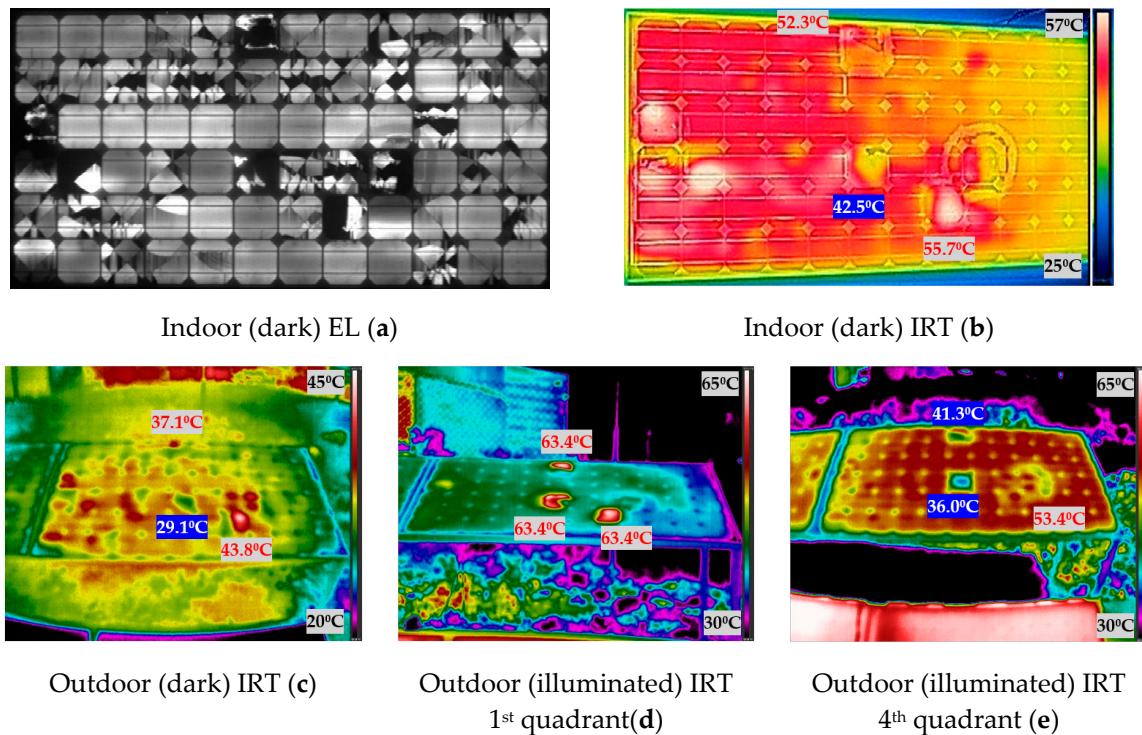 52.3⁰C
57⁰C
42.5⁰C
55.7⁰C
25⁰C
Indoor (dark) EL (a)
Indoor (dark) IRT (b)
45⁰C
37.1⁰C
29.1⁰C
43.8⁰C
20⁰C
65⁰C
63.4⁰C
63.4⁰C
63.4⁰C
30⁰C
65⁰C
41.3⁰C
36.0⁰C
53.4⁰C
30⁰C
Outdoor (dark) IRT (c)
Outdoor (illuminated) IRT
1st quadrant(d)
Outdoor (illuminated) IRT
4th quadrant (e)